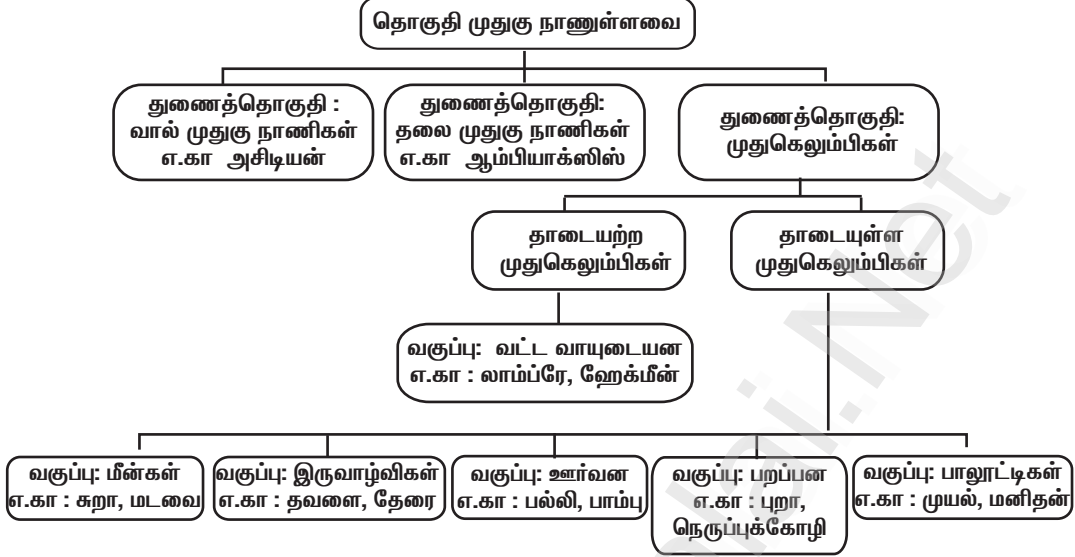 தொகுதி முதுகு நாணுள்ளவை
துணைத்தொகுதி :
வால் முதுகு நாணிகள்
எ.கா அசிடியன்
துணைத்தொகுதி:
தலை முதுகு நாணிகள்
எ.கா ஆம்பியாக்ஸிஸ்
துணைத்தொகுதி:
முதுகெலும்பிகள்
தாடையற்ற
முதுகெலும்பிகள்
தாடையுள்ள
முதுகெலும்பிகள்
வகுப்பு: வட்ட வாயுடையன
எ.கா : லாம்ப்ரே, ஹேக்மீன்
வகுப்பு: மீன்கள்
எ.கா : சுறா, மடவை
வகுப்பு: இருவாழ்விகள்
எ.கா : தவளை, தேரை
வகுப்பு: ஊர்வன
எ.கா : பல்லி, பாம்பு
வகுப்பு: பறப்பன
எ.கா : புறா,
நெருப்புக்கோழி
வகுப்பு: பாலூட்டிகள்
எ.கா : முயல், மனிதன்